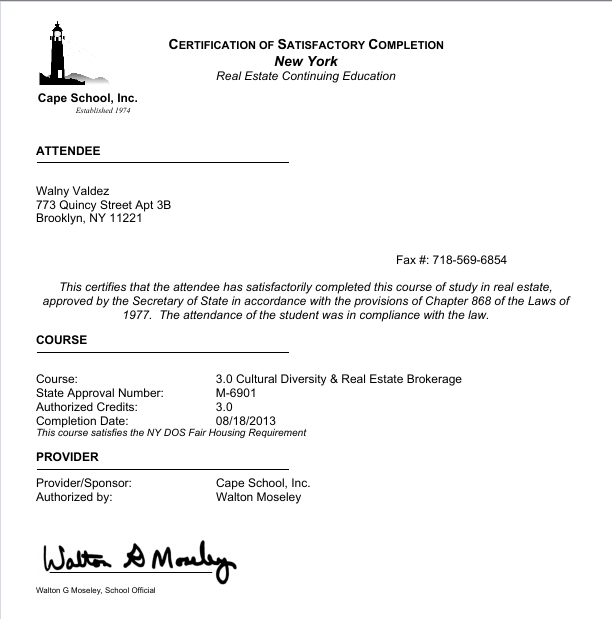 CERTIFICATION OF SATISFACTORY COMPLETION
New York
Real Estate Continuing Education
Cape School, Inc.
Established 1974
ATTENDEE
Walny Valdez
773 Quincy Street Apt 3B
Brooklyn, NY 11221
Fax #: 718-569-6854
This certifies that the attendee has satisfactorily completed this course of study in real estate,
approved by the Secretary of State in accordance with the provisions of Chapter 868 of the Laws of
1977. The attendance of the student was in compliance with the law.
COURSE
Course: 3.0 Cultural Diversity & Real Estate Brokerage
State Approval Number: M-6901
Authorized Credits: 3.0
Completion Date: 08/18/2013
This course satisfies the NY DOS Fair Housing Requirement
PROVIDER
Provider/Sponsor: Cape School, Inc.
Authorized by: Walton Moseley
Walton G Moseley
Walton G Moseley, School Official